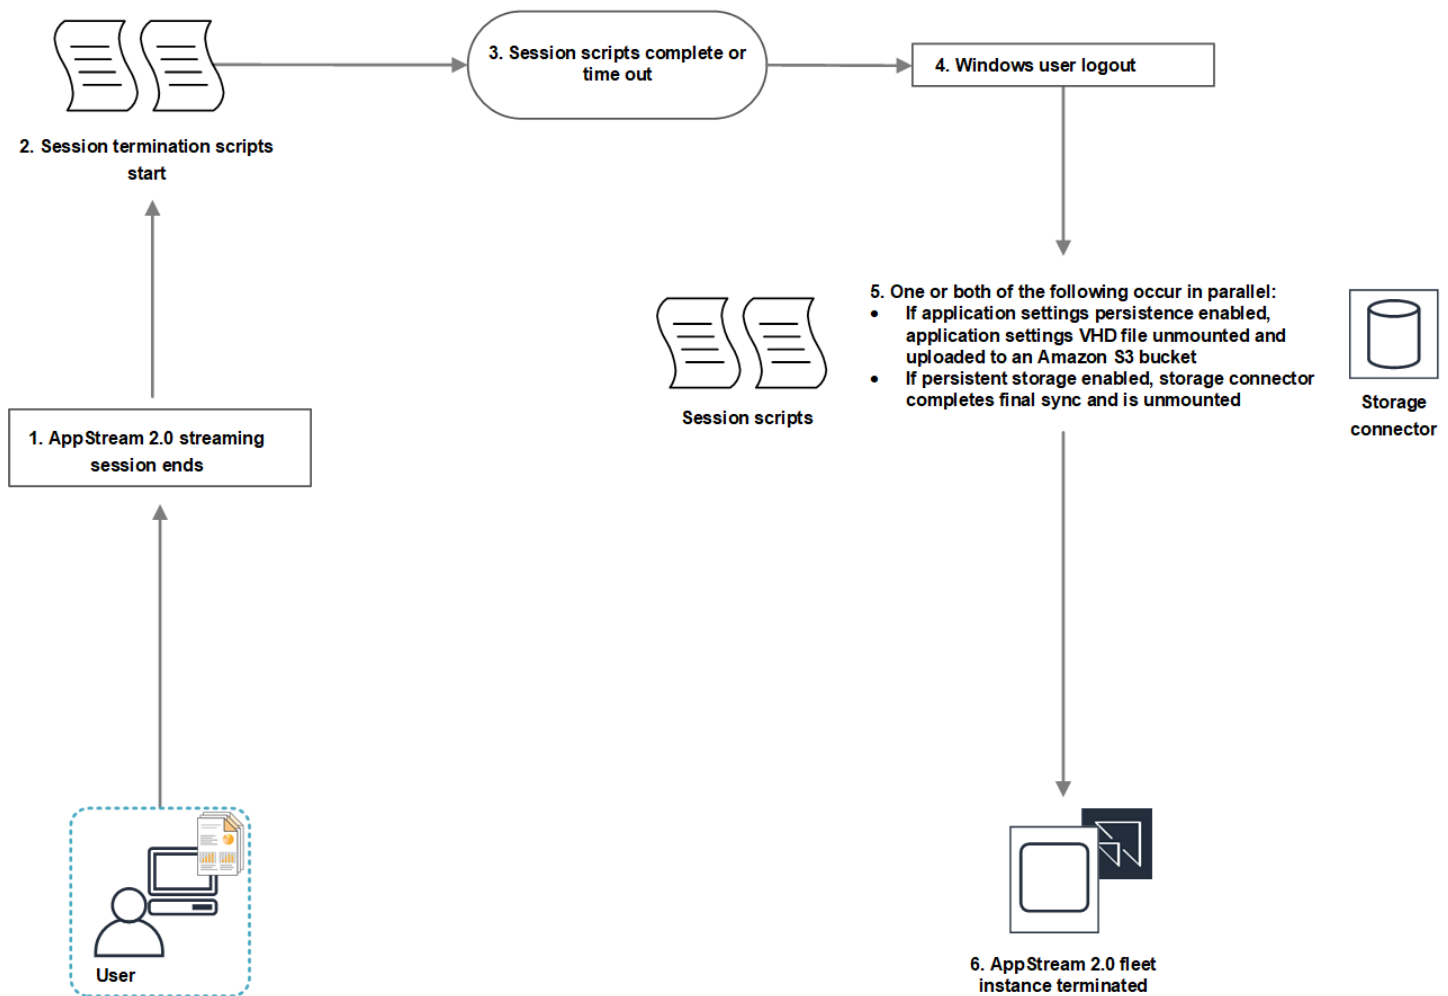 3. Session scripts complete or
time out
4. Windows user logout
2. Session termination scripts
start
5. One or both of the following occur in parallel:
• If application settings persistence enabled,
application settings VHD file unmounted and
uploaded to an Amazon S3 bucket
• If persistent storage enabled, storage connector
completes final sync and is unmounted
Session scripts
Storage
connector
1. AppStream 2.0 streaming
session ends
User
6. AppStream 2.0 fleet
instance terminated